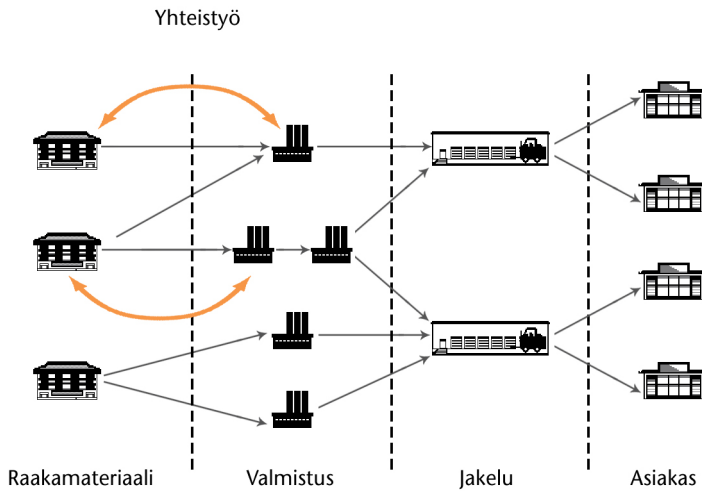 Yhteistyö
Raakamateriaali
Valmistus
Jakelu
Asiakas